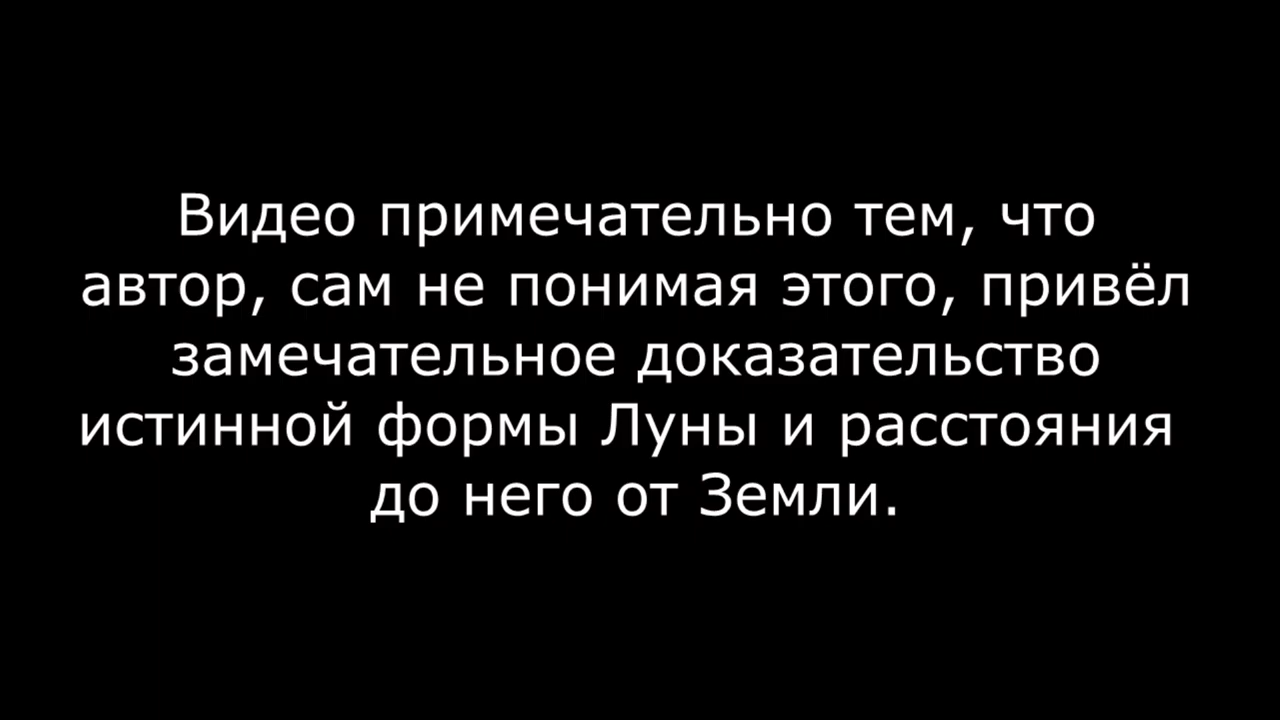 Видео примечательно тем, что
автор, сам не понимая этого, привёл
замечательное доказательство
истинной формы Луны и расстояния
до него от Земли.